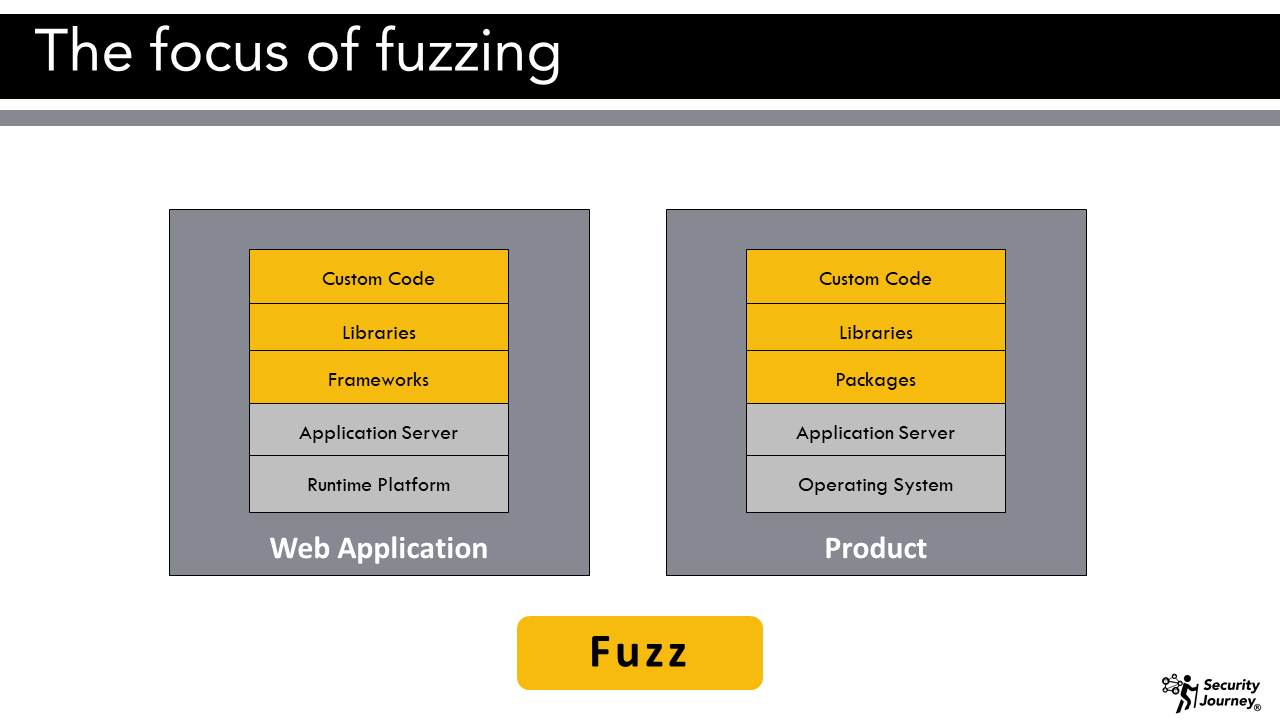 The focus of fuzzing
Custom Code
Libraries
Frameworks
Application Server
Runtime Platform
Web Application
Custom Code
Libraries
Packages
Application Server
Operating System
Product
Fuzz
Security
Journey®